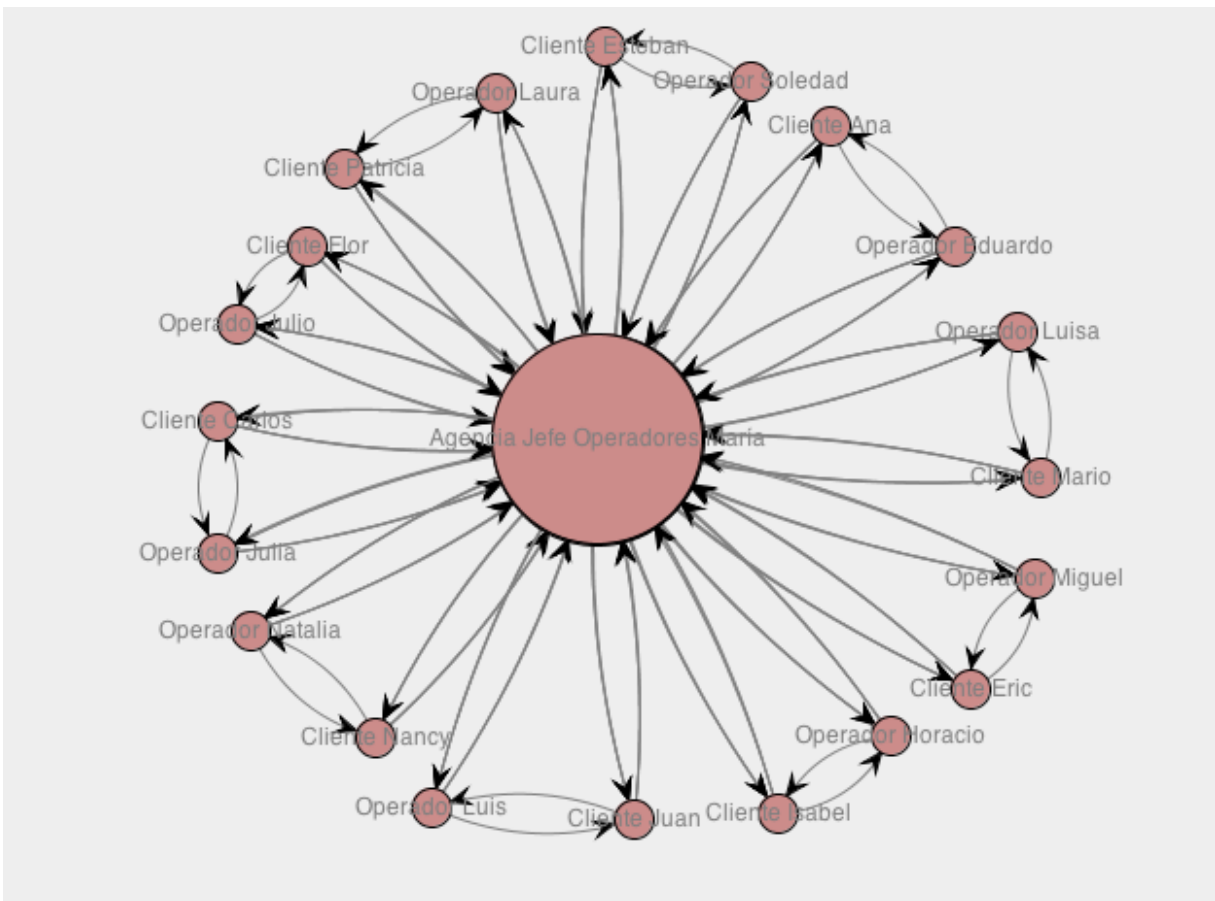 Cliente Esteban
Operador Soledad
Operador Laura
Cliente Ana
Cliente Patricia
Cliente Flor
Operador Eduardo
Operador Julio
Operador Luisa
Cliente Carlos
Agencia Jefe Operadores Maria
Cliente Mario
Operador Julia
Operador Miguel
Operador Natalia
Cliente Eric
Cliente Nancy
Operador Horacio
Operador Luis
Cliente Juan
Cliente Isabel